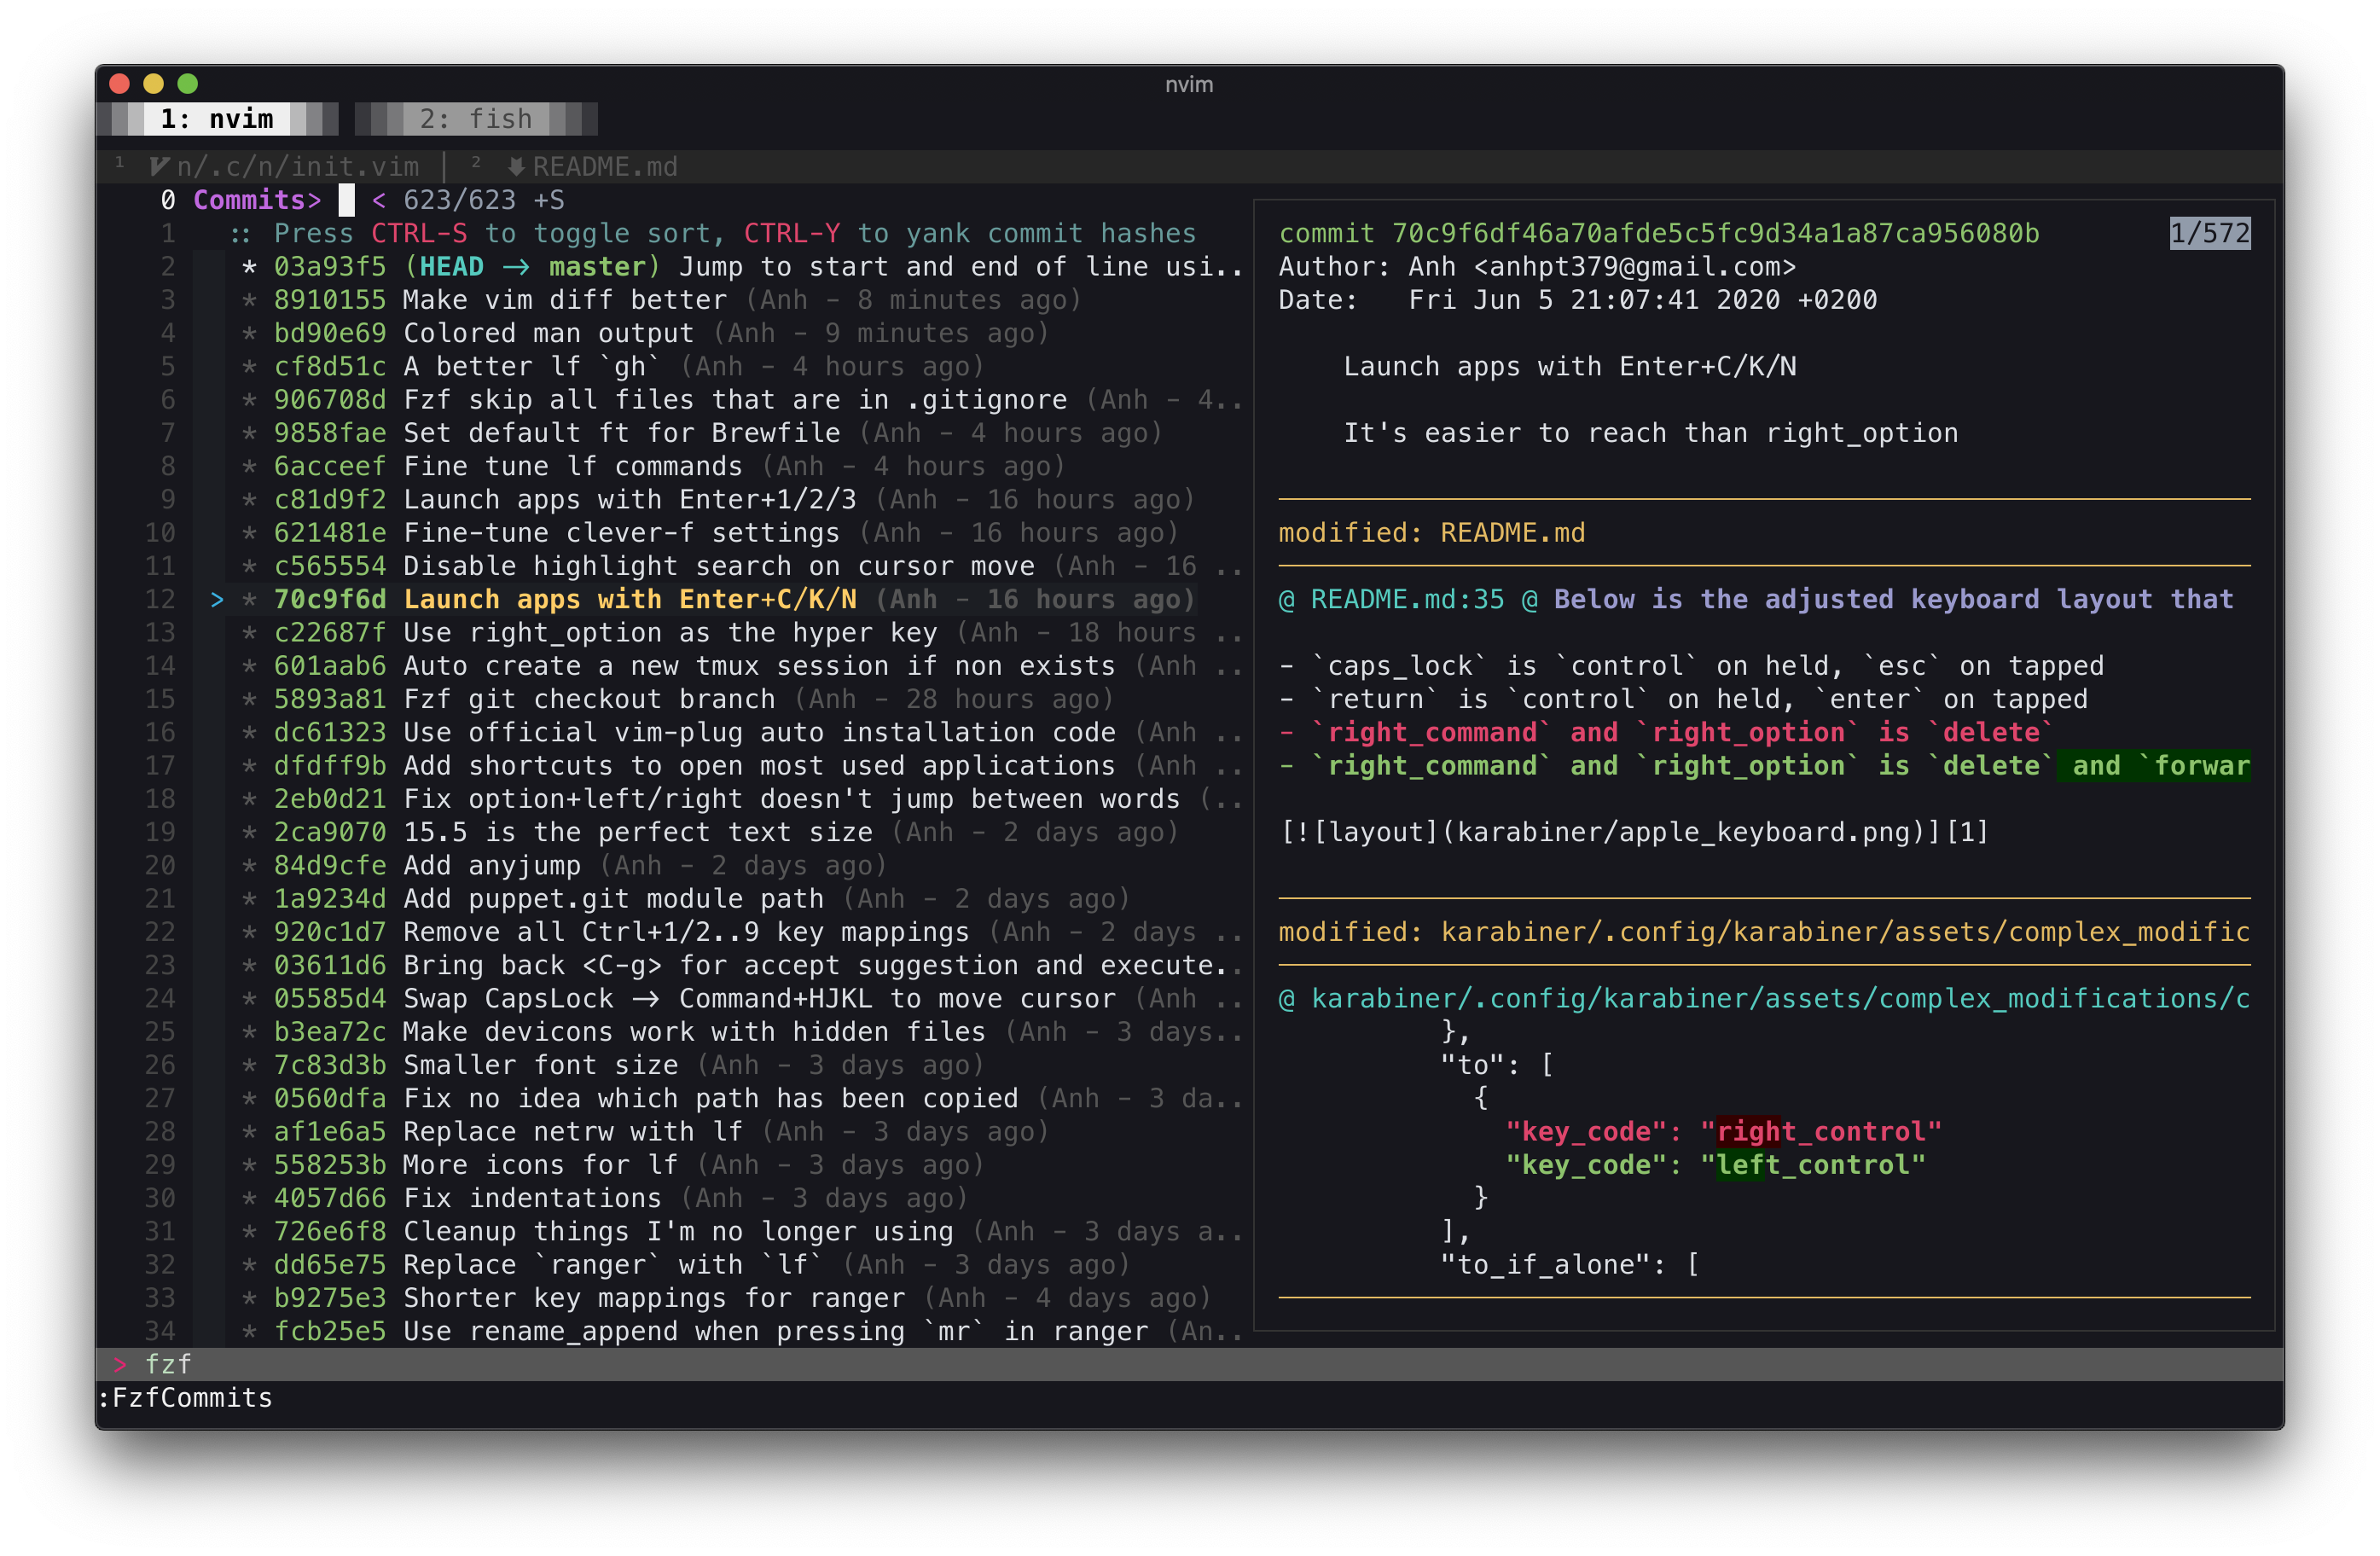 nvim
1: nvim 2: fish
¹ n/.c/n/init.vim │ ² README.md
0 Commits> < 623/623 +S
1 :: Press CTRL-S to toggle sort, CTRL-Y to yank commit hashes
2 * 03a93f5 (HEAD → master) Jump to start and end of line usi..
3 * 8910155 Make vim diff better (Anh - 8 minutes ago)
4 * bd90e69 Colored man output (Anh - 9 minutes ago)
5 * cf8d51c A better lf `gh` (Anh - 4 hours ago)
6 * 906708d Fzf skip all files that are in .gitignore (Anh - 4..
7 * 9858fae Set default ft for Brewfile (Anh - 4 hours ago)
8 * 6acceef Fine tune lf commands (Anh - 4 hours ago)
9 * c81d9f2 Launch apps with Enter+1/2/3 (Anh - 16 hours ago)
10 * 621481e Fine-tune clever-f settings (Anh - 16 hours ago)
11 * c565554 Disable highlight search on cursor move (Anh - 16 ..
12 > * 70c9f6d Launch apps with Enter+C/K/N (Anh - 16 hours ago)
13 * c22687f Use right_option as the hyper key (Anh - 18 hours ..
14 * 601aab6 Auto create a new tmux session if non exists (Anh ..
15 * 5893a81 Fzf git checkout branch (Anh - 28 hours ago)
16 * dc61323 Use official vim-plug auto installation code (Anh ..
17 * dfdff9b Add shortcuts to open most used applications (Anh ..
18 * 2eb0d21 Fix option+left/right doesn't jump between words (..
19 * 2ca9070 15.5 is the perfect text size (Anh - 2 days ago)
20 * 84d9cfe Add anyjump (Anh - 2 days ago)
21 * 1a9234d Add puppet.git module path (Anh - 2 days ago)
22 * 920c1d7 Remove all Ctrl+1/2..9 key mappings (Anh - 2 days ..
23 * 03611d6 Bring back <C-g> for accept suggestion and execute..
24 * 05585d4 Swap CapsLock → Command+HJKL to move cursor (Anh ..
25 * b3ea72c Make devicons work with hidden files (Anh - 3 days..
26 * 7c83d3b Smaller font size (Anh - 3 days ago)
27 * 0560dfa Fix no idea which path has been copied (Anh - 3 da..
28 * af1e6a5 Replace netrw with lf (Anh - 3 days ago)
29 * 558253b More icons for lf (Anh - 3 days ago)
30 * 4057d66 Fix indentations (Anh - 3 days ago)
31 * 726e6f8 Cleanup things I'm no longer using (Anh - 3 days a..
32 * dd65e75 Replace `ranger` with `lf` (Anh - 3 days ago)
33 * b9275e3 Shorter key mappings for ranger (Anh - 4 days ago)
34 * fcb25e5 Use rename_append when pressing `mr` in ranger (An..
commit 70c9f6df46a70afde5c5fc9d34a1a87ca956080b 1/572
Author: Anh <anhpt379@gmail.com>
Date: Fri Jun 5 21:07:41 2020 +0200
Launch apps with Enter+C/K/N
It's easier to reach than right_option
modified: README.md
@ README.md:35 @ Below is the adjusted keyboard layout that
- `caps_lock` is `control` on held, `esc` on tapped
- `return` is `control` on held, `enter` on tapped
- `right_command` and `right_option` is `delete`
- `right_command` and `right_option` is `delete` and `forwar
[![layout](karabiner/apple_keyboard.png)][1]
modified: karabiner/.config/karabiner/assets/complex_modific
@ karabiner/.config/karabiner/assets/complex_modifications/c
},
"to": [
{
"key_code": "right_control"
"key_code": "left_control"
}
],
"to_if_alone": [
> fzf
:FzfCommits